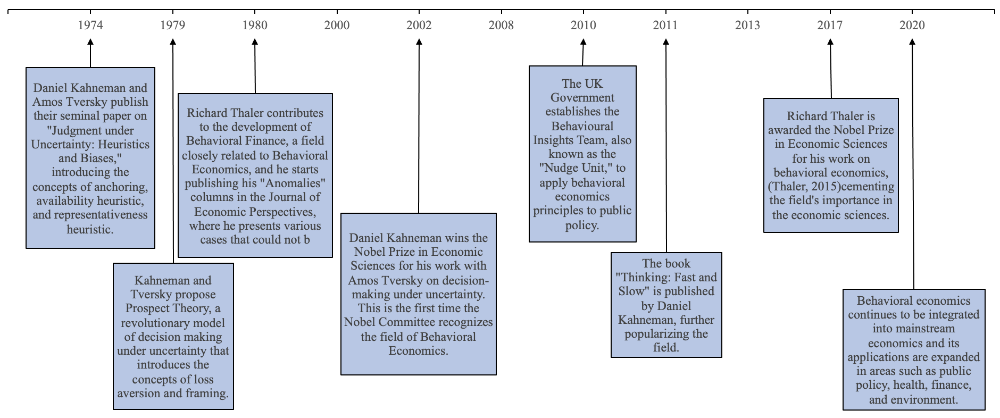 1974
1979
1980
2000
2002
2008
2010
2011
2013
2017
2020
Daniel Kahneman and
Amos Tversky publish
their seminal paper on
"Judgment under
Uncertainty: Heuristics
and Biases,"
introducing the
concepts of anchoring,
availability heuristic,
and representativeness
heuristic.
Kahneman and
Tversky propose
Prospect Theory, a
revolutionary model
of decision making
under uncertainty that
introduces the
concepts of loss
aversion and framing.
Richard Thaler contributes
to the development of
Behavioral Finance, a field
closely related to Behavioral
Economics, and he starts
publishing his "Anomalies"
columns in the Journal of
Economic Perspectives,
where he presents various
cases that could not b
Daniel Kahneman wins the
Nobel Prize in Economic
Sciences for his work with
Amos Tversky on decision-
making under uncertainty.
This is the first time the
Nobel Committee recognizes
the field of Behavioral
Economics.
The UK
Government
establishes the
Behavioural
Insights Team, also
known as the
"Nudge Unit," to
apply behavioral
economics
principles to public
policy.
The book
"Thinking: Fast and
Slow" is published
by Daniel
Kahneman, further
popularizing the
field.
Richard Thaler is
awarded the Nobel Prize
in Economic Sciences
for his work on
behavioral economics,
(Thaler, 2015)cementing
the field's importance in
the economic sciences.
Behavioral economics
continues to be integrated
into mainstream
economics and its
applications are expanded
in areas such as public
policy, health, finance,
and environment.